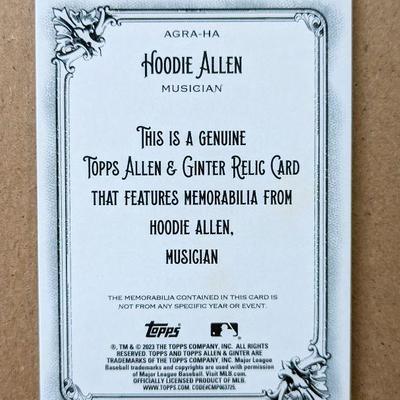 AGRA-HA
HOODIE ALLEN
MUSICIAN
THIS IS A GENUINE
TOPPS ALLEN & GINTER RELIC CARD
THAT FEATURES MEMORABILIA FROM
HOODIE ALLEN,
MUSICIAN
THE MEMORABILIA CONTAINED IN THIS CARD IS
NOT FROM ANY SPECIFIC YEAR OR EVENT.
topps
®, TM & © 2023 THE TOPPS COMPANY, INC. ALL RIGHTS
RESERVED. TOPPS AND TOPPS ALLEN & GINTER ARE
TRADEMARKS OF THE TOPPS COMPANY, INC. Major League
Baseball trademarks and copyrights are used with permission
of Major League Baseball. Visit MLB.com.
OFFICIALLY LICENSED PRODUCT OF MLB.
WWW.TOPPS.COM. CODE#CMP063725.